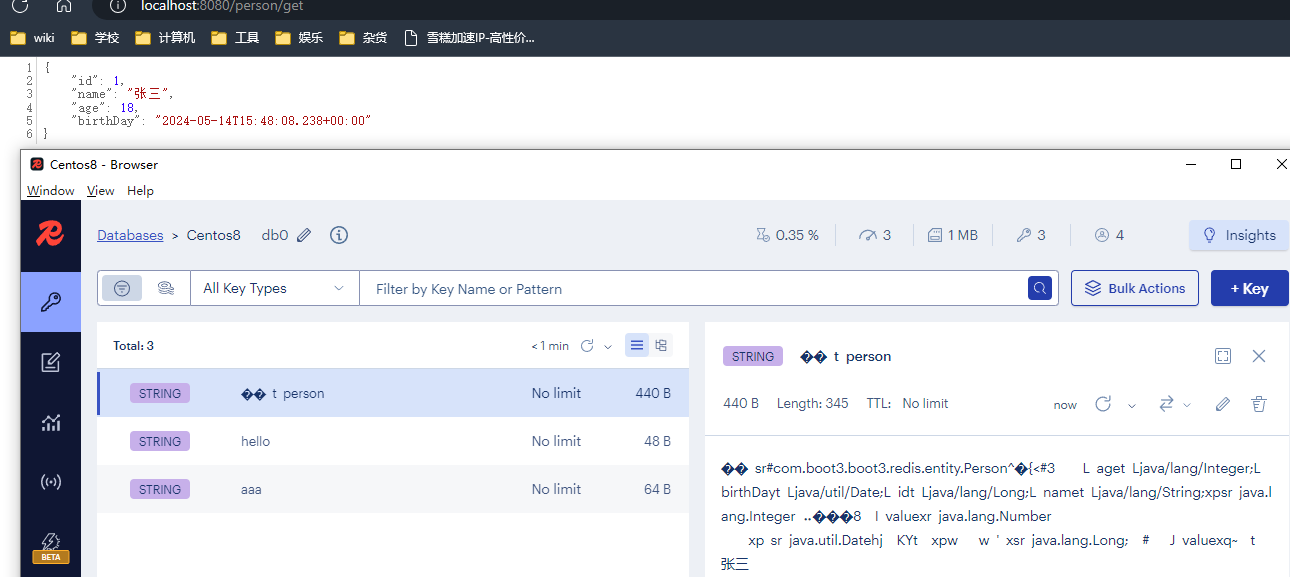 localhost:8080/person/get
wiki 学校 计算机 工具 娱乐 杂货 雪糕加速IP-高性价...
1 {
2 "id": 1,
3 "name": "张三",
4 "age": 18,
5 "birthDay": "2024-05-14T15:48:08.238+00:00"
6 }
Centos8 - Browser
Window View Help
Databases > Centos8 db0 0.35 % 3 1 MB 3 4 Insights
All Key Types Filter by Key Name or Pattern Bulk Actions + Key
Total: 3 < 1 min
STRING �� t person No limit 440 B
STRING hello No limit 48 B
STRING aaa No limit 64 B
BETA
STRING �� t person
440 B Length: 345 TTL: No limit now
�� sr#com.boot3.boot3.redis.entity.Person^�{<#3 L aget Ljava/lang/Integer;L
birthDayt Ljava/util/Date;L idt Ljava/lang/Long;L namet Ljava/lang/String;xpsr java.l
ang.Integer ..���8 I valuexr java.lang.Number
xp sr java.util.Datehj KYt xpw w ' xsr java.lang.Long; # J valuexq~ t
张三